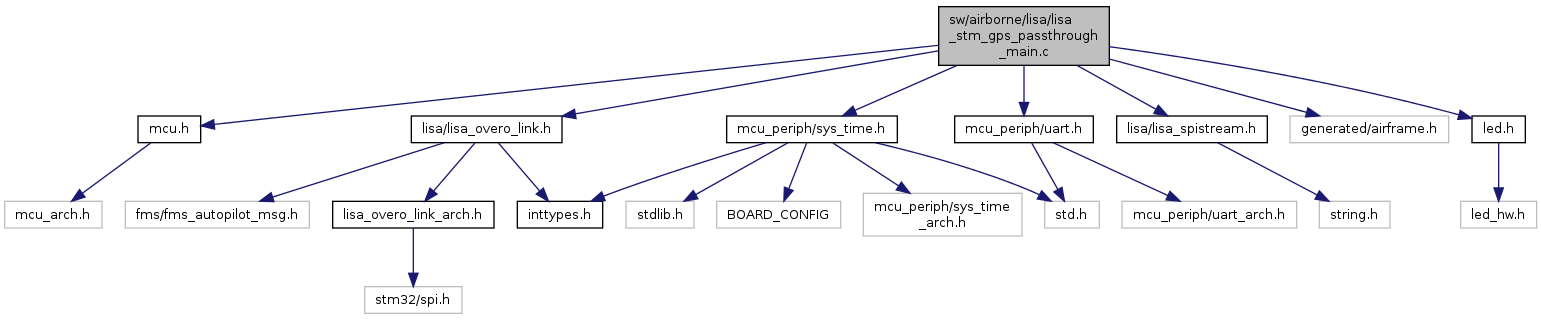 sw/airborne/lisa/lisa
_stm_gps_passthrough
_main.c
mcu.h
lisa/lisa_overo_link.h
mcu_periph/sys_time.h
mcu_periph/uart.h
lisa/lisa_spistream.h
generated/airframe.h
led.h
mcu_arch.h
fms/fms_autopilot_msg.h
lisa_overo_link_arch.h
inttypes.h
stdlib.h
BOARD_CONFIG
mcu_periph/sys_time
_arch.h
std.h
mcu_periph/uart_arch.h
string.h
led_hw.h
stm32/spi.h